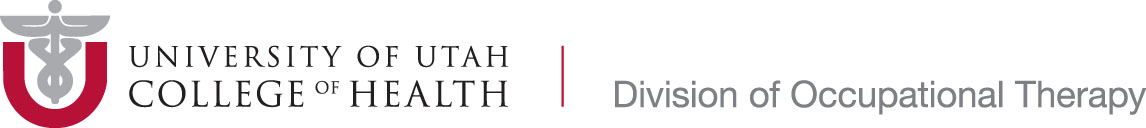 UNIVERSITY OF UTAH
COLLEGE OF HEALTH
Division of Occupational Therapy